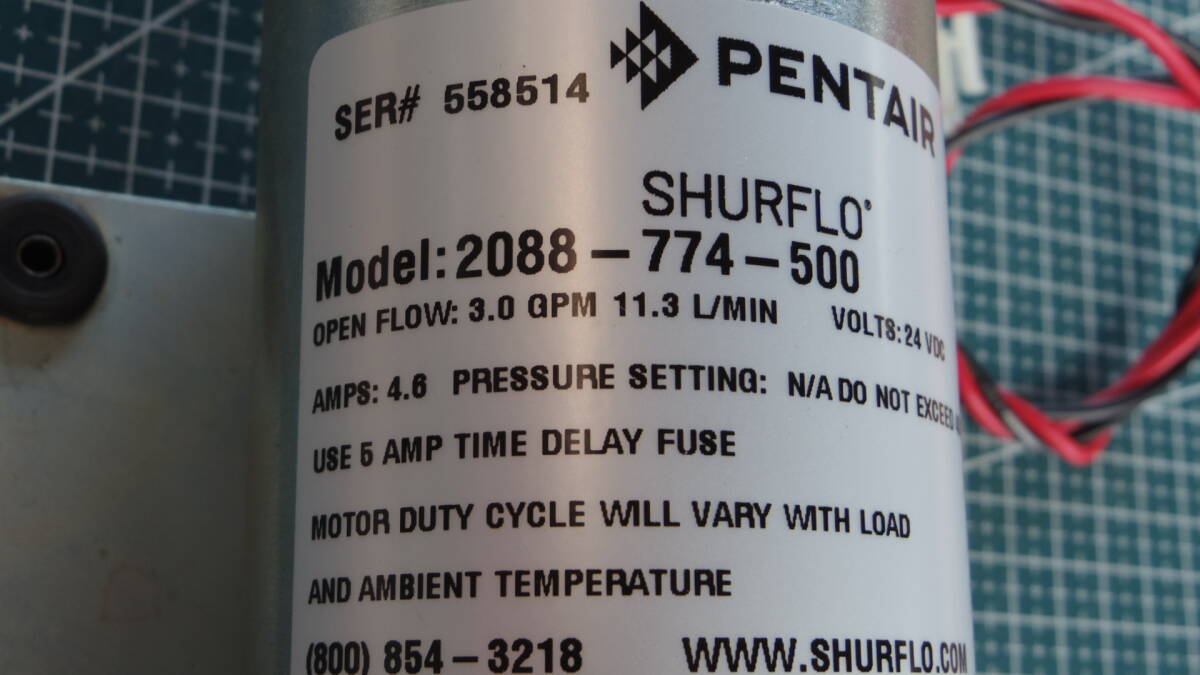 SER# 558514 PENTAIR
SHURFLO®
Model: 2088-774-500
OPEN FLOW: 3.0 GPM 11.3 L/MIN VOLTS: 24 VDC
AMPS: 4.6 PRESSURE SETTING: N/A DO NOT EXCEED
USE 5 AMP TIME DELAY FUSE
MOTOR DUTY CYCLE WILL VARY WITH LOAD
AND AMBIENT TEMPERATURE
(800) 854-3218 WWW.SHURFLO.COM